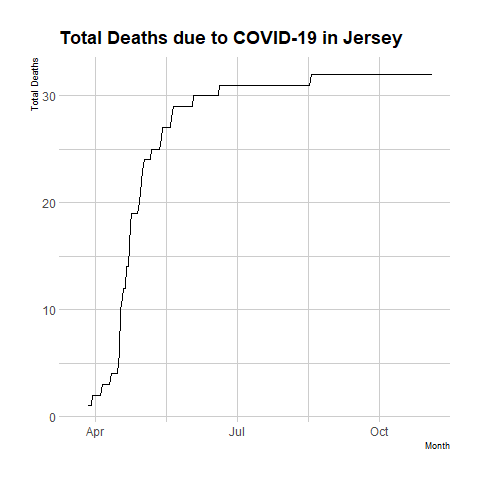 Total Deaths due to COVID-19 in Jersey
Total Deaths
30
20
10
0
Apr
Jul
Oct
Month